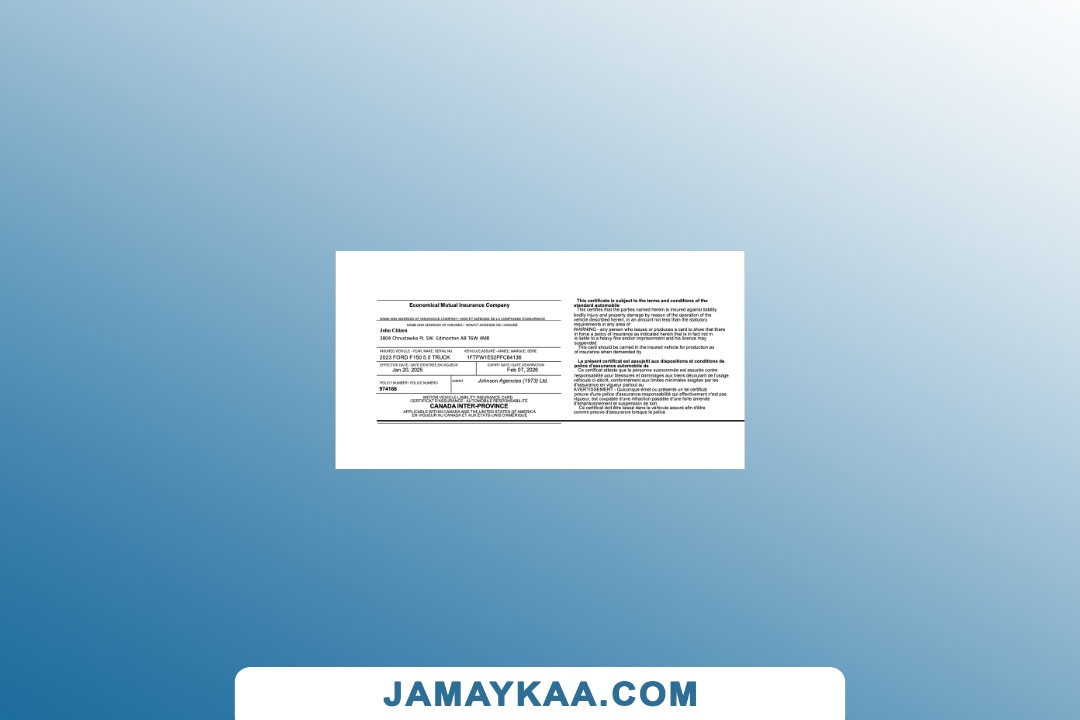 Economical Mutual Insurance Company
NAME AND ADDRESS OF INSURANCE COMPANY / NOM ET ADRESSE DE LA COMPAGNIE D'ASSURANCE
NAME AND ADDRESS OF INSURED / NOM ET ADRESSE DE L'ASSURÉ
John Citizen
3804 Chrustawka Pl. SW. Edmonton AB T6W 4M8
INSURED VEHICLE - YEAR, MAKE, SERIAL NO. VÉHICULE ASSURÉ - ANNÉE, MARQUE, SÉRIE
2023 FORD F150 5.0 TRUCK 1FTFW1E52PFC64136
EFFECTIVE DATE / DATE D'ENTRÉE EN VIGUEUR EXPIRY DATE / DATE D'EXPIRATION
Jan 20, 2025 Feb 07, 2026
POLICY NUMBER / POLICE NUMÉRO AGENT Johnson Agencies (1973) Ltd.
974168
MOTOR VEHICLE LIABILITY INSURANCE CARD
CERTIFICAT D'ASSURANCE - AUTOMOBILE RESPONSABILITÉ
CANADA INTER-PROVINCE
APPLICABLE WITHIN CANADA AND THE UNITED STATES OF AMERICA
EN VIGUEUR AU CANADA ET AUX ÉTATS-UNIS D'AMÉRIQUE
This certificate is subject to the terms and conditions of the
standard automobile
This certifies that the parties named herein is insured against liability
bodily injury and property damage by reason of the operation of the
vehicle described herein, in an amount not less than the statutory
requirements in any area of
WARNING - any person who issues or produces a card to show that there
in force a policy of insurance as indicated herein that is in fact not in
is liable to a heavy fine and/or imprisonment and his licence may
suspended
This card should be carried in the insured vehicle for production as
of insurance when demanded by
Le présent certificat est assujetti aux dispositions et conditions de
police d'assurance automobile de
Ce certificat atteste que la personne susnommée est assurée contre
responsabilité pour blessures et dommages aux biens découlant de l'usage
véhicule ci-décrit, conformément aux limites minimales exigées par les
d'assurance en vigueur partout au
AVERTISSEMENT - Quiconque émet ou présente un tel certificat
preuve d'une police d'assurance-responsabilité qui effectivement n'est pas
vigueur, est coupable d'une infraction passible d'une forte amende
d'emprisonnement et suspension de son
Ce certificat doit être laissé dans le véhicule assuré afin d'être
comme preuve d'assurance lorsque la police
JAMAYKAA.COM